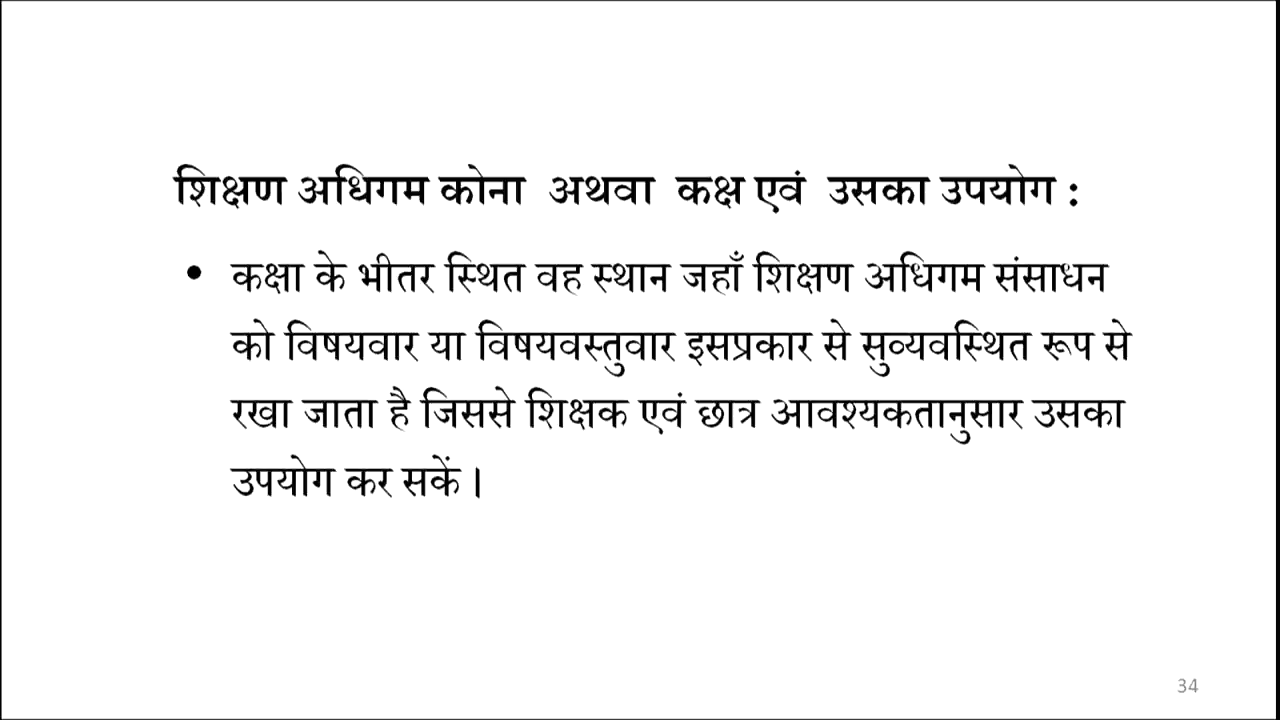 शिक्षण अधिगम कोना अथवा कक्ष एवं उसका उपयोग :
• कक्षा के भीतर स्थित वह स्थान जहाँ शिक्षण अधिगम संसाधन
को विषयवार या विषयवस्तुवार इसप्रकार से सुव्यवस्थित रूप से
रखा जाता है जिससे शिक्षक एवं छात्र आवश्यकतानुसार उसका
उपयोग कर सकें ।
34